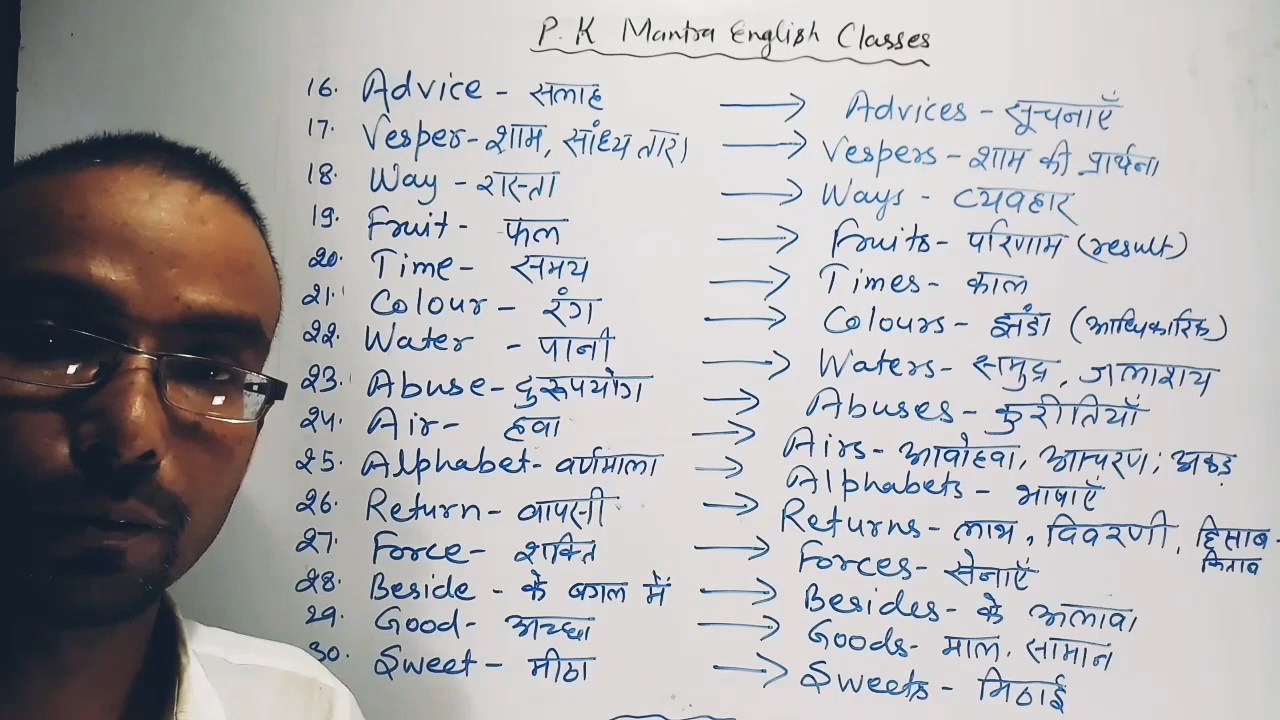 P. K Mantra English Classes
16. Advice - सलाह → Advices - सूचनाएँ
17. Vesper - शाम, सांध्य तारा → Vespers - शाम की प्रार्थना
18. Way - रास्ता → Ways - व्यवहार
19. Fruit - फल → Fruits - परिणाम (result)
20. Time - समय → Times - काल
21. Colour - रंग → Colours - झंडा (आधिकारिक)
22. Water - पानी → Waters - समुद्र, जलाशय
23. Abuse - दुरूपयोग → Abuses - कुरीतियाँ
24. Air - हवा → Airs - आवोहवा, आचरण, अकड़
25. Alphabet - वर्णमाला → Alphabets - भाषाएँ
26. Return - वापसी → Returns - लाभ, विवरणी, हिसाब-किताब
27. Force - शक्ति → Forces - सेनाएँ
28. Beside - के बगल में → Besides - के अलावा
29. Good - अच्छा → Goods - माल, सामान
30. Sweet - मीठा → Sweets - मिठाई